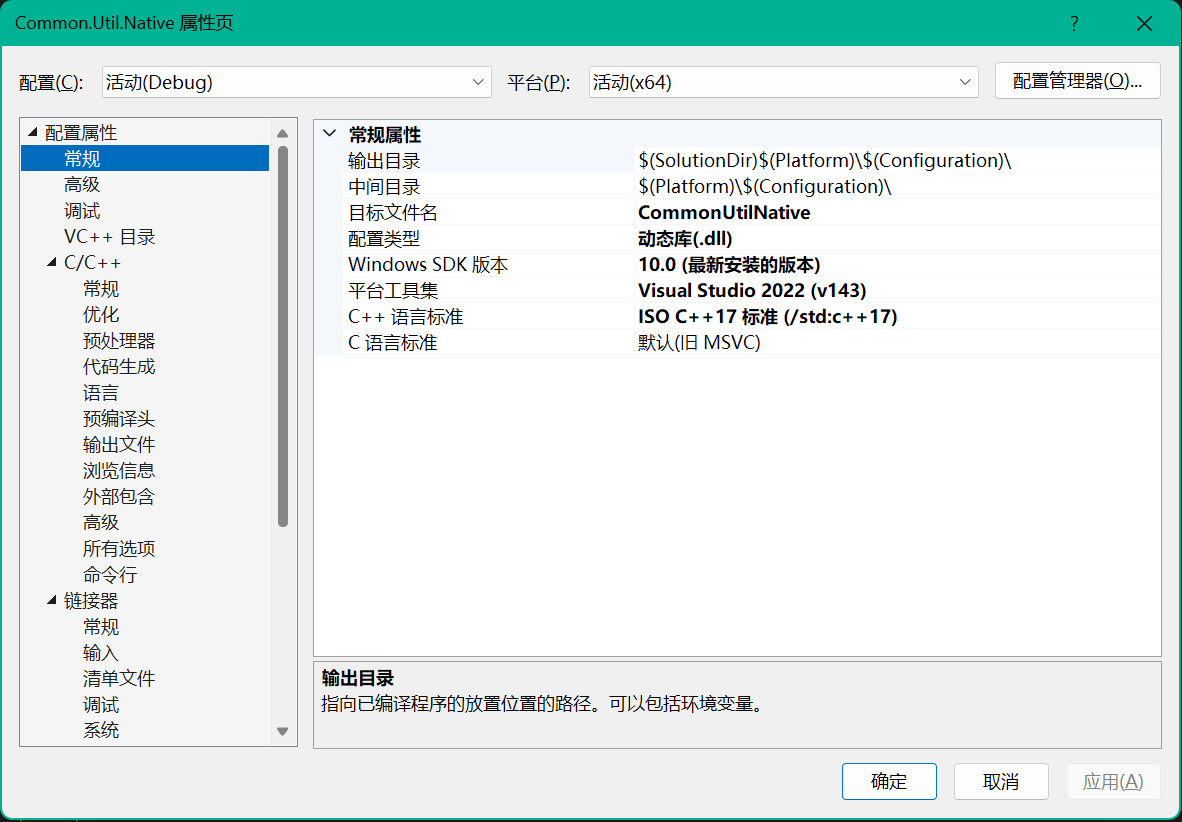 Common.Util.Native 属性页
?
配置(C): 活动(Debug) 平台(P): 活动(x64) 配置管理器(O)...
配置属性
常规
高级
调试
VC++ 目录
C/C++
常规
优化
预处理器
代码生成
语言
预编译头
输出文件
浏览信息
外部包含
高级
所有选项
命令行
链接器
常规
输入
清单文件
调试
系统
常规属性
输出目录 $(SolutionDir)$(Platform)\$(Configuration)\
中间目录 $(Platform)\$(Configuration)\
目标文件名 CommonUtilNative
配置类型 动态库(.dll)
Windows SDK 版本 10.0 (最新安装的版本)
平台工具集 Visual Studio 2022 (v143)
C++ 语言标准 ISO C++17 标准 (/std:c++17)
C 语言标准 默认(旧 MSVC)
输出目录
指向已编译程序的放置位置的路径。可以包括环境变量。
确定 取消 应用(A)